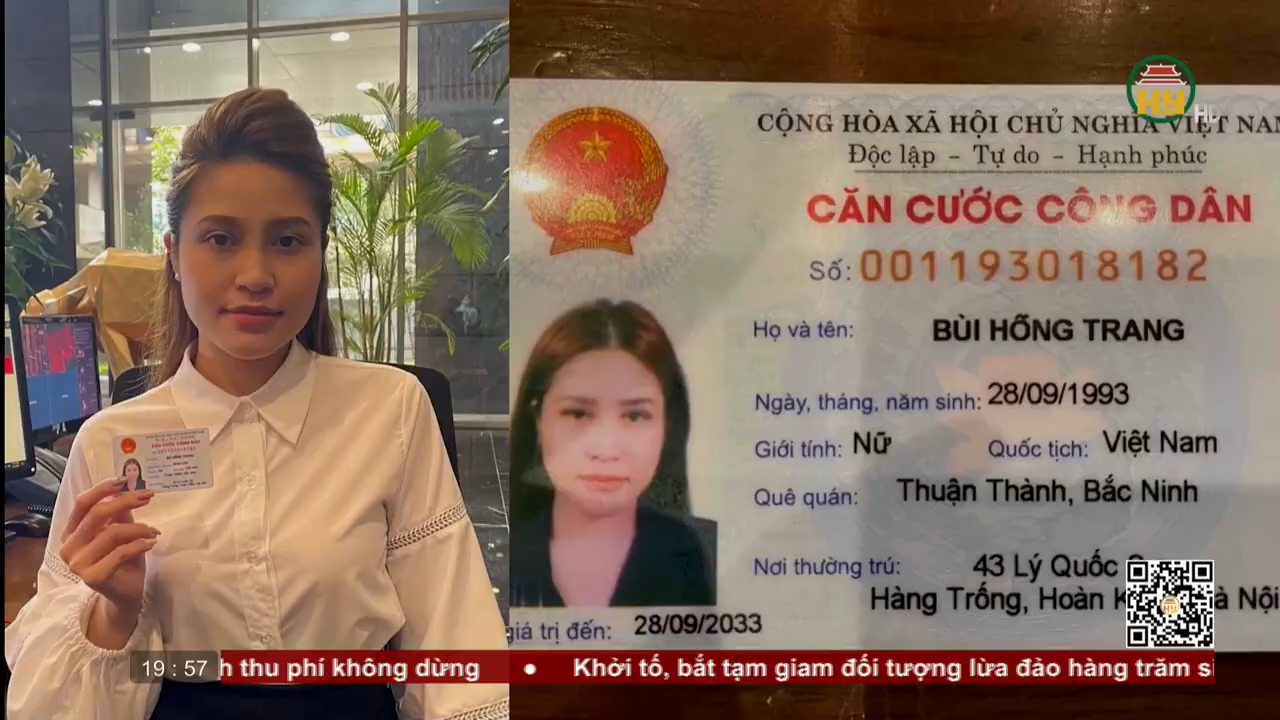 CỘNG HÒA XÃ HỘI CHỦ NGHĨA VIỆT NAM
Độc lập - Tự do - Hạnh phúc
CĂN CƯỚC CÔNG DÂN
Số: 001193018182
Họ và tên: BÙI HỒNG TRANG
Ngày, tháng, năm sinh: 28/09/1993
Giới tính: Nữ Quốc tịch: Việt Nam
Quê quán: Thuận Thành, Bắc Ninh
Nơi thường trú: 43 Lý Quốc
Hàng Trống, Hoàn Nội
giá trị đến: 28/09/2033
HY
19 : 57 thu phí không dừng • Khởi tố, bắt tạm giam đối tượng lừa đảo hàng trăm